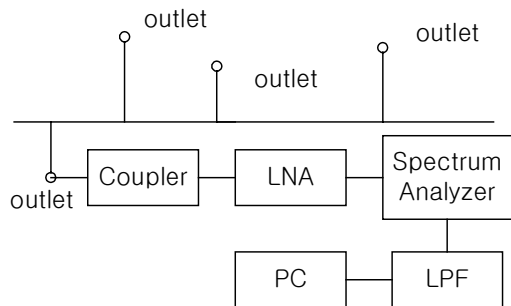 outlet
outlet
outlet
outlet
Coupler
LNA
Spectrum
Analyzer
PC
LPF